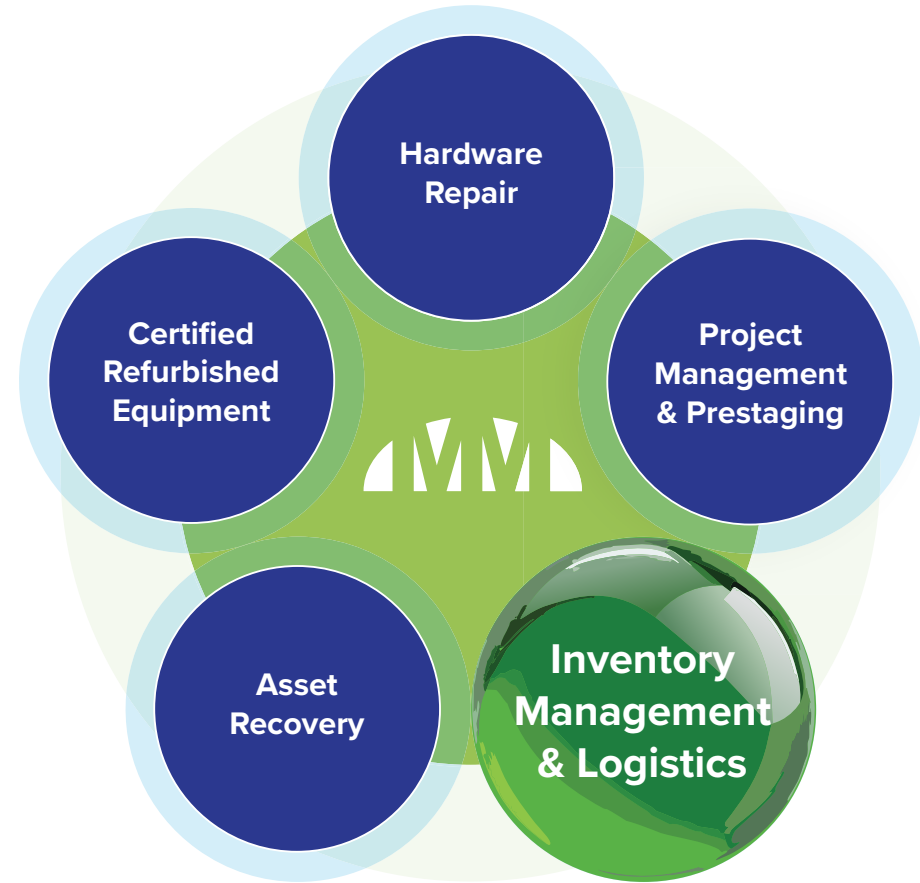 Hardware
Repair
Certified
Refurbished
Equipment
Project
Management
& Prestaging
Asset
Recovery
Inventory
Management
& Logistics